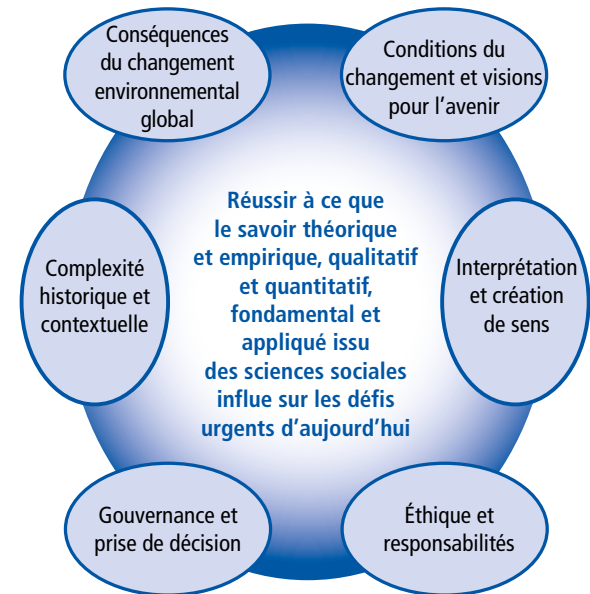 Conséquences
du changement
environnemental
global
Conditions du
changement et visions
pour l'avenir
Complexité
historique et
contextuelle
Réussir à ce que
le savoir théorique
et empirique, qualitatif
et quantitatif,
fondamental et
appliqué issu
des sciences sociales
influe sur les défis
urgents d'aujourd'hui
Interprétation
et création
de sens
Gouvernance et
prise de décision
Éthique et
responsabilités